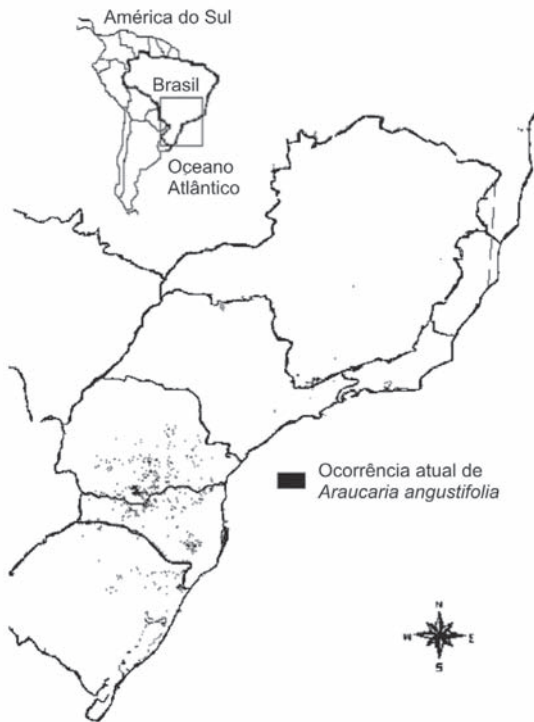 América do Sul
Brasil
Oceano
Atlântico
Ocorrência atual de
Araucaria angustifolia
N
W
E
S